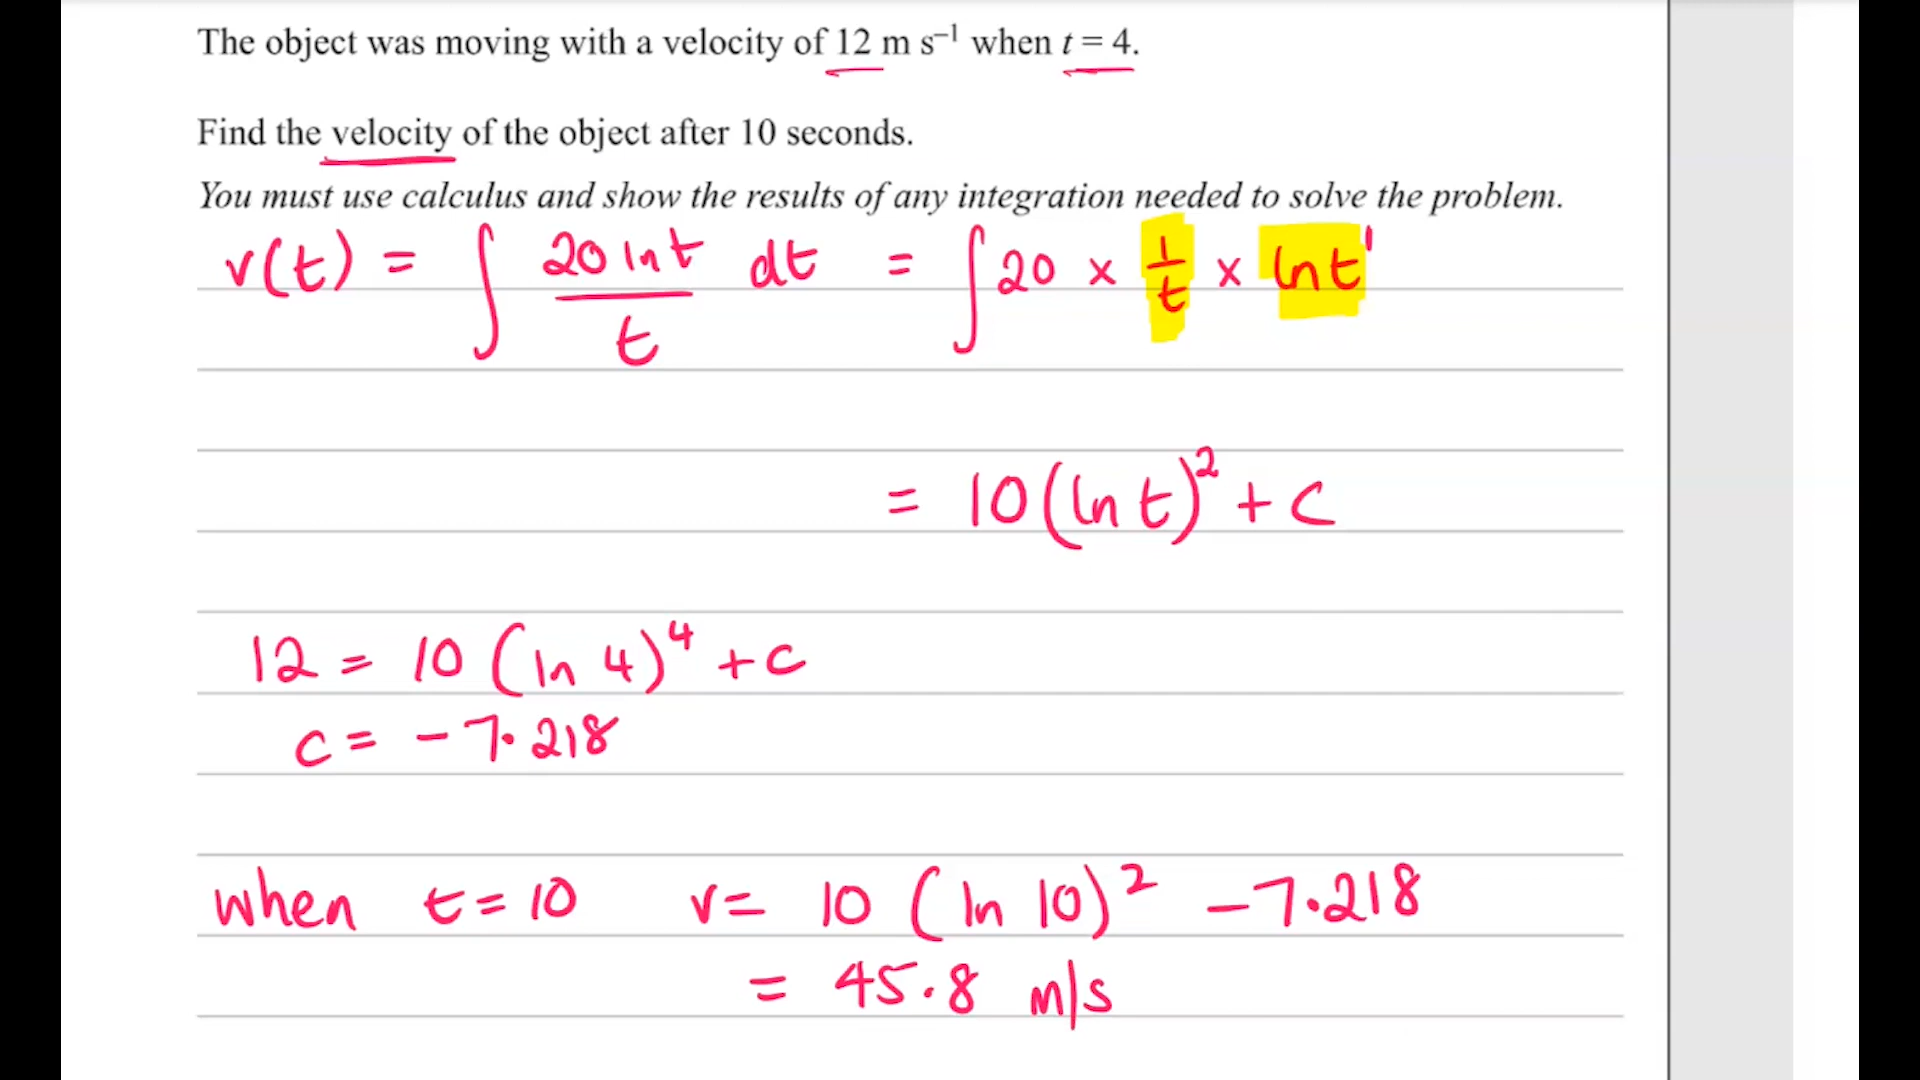 The object was moving with a velocity of 12 m s⁻¹ when t = 4.
Find the velocity of the object after 10 seconds.
You must use calculus and show the results of any integration needed to solve the problem.
v(t) = ∫ 20 ln t / t dt = ∫ 20 × 1/t × ln t¹
= 10(ln t)² + c
12 = 10 (ln 4)⁴ + c
c = - 7.218
when t = 10 v = 10 (ln 10)² - 7.218
= 45.8 m/s